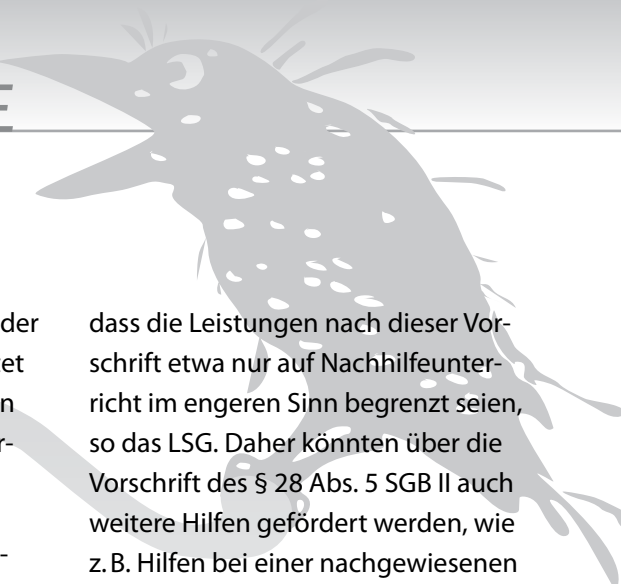 E
der
et
n
r-
-
dass die Leistungen nach dieser Vor-
schrift etwa nur auf Nachhilfeunter-
richt im engeren Sinn begrenzt seien,
so das LSG. Daher könnten über die
Vorschrift des § 28 Abs. 5 SGB II auch
weitere Hilfen gefördert werden, wie
z. B. Hilfen bei einer nachgewiesenen